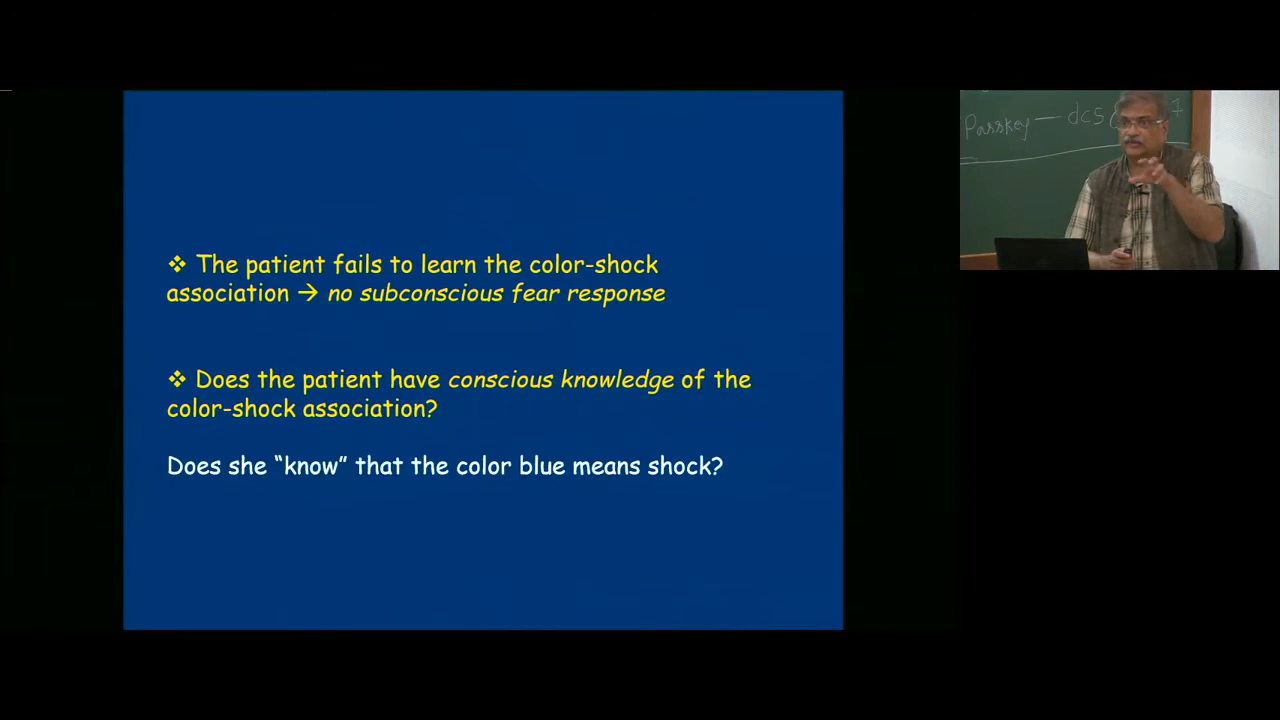 ❖ The patient fails to learn the color-shock
association → no subconscious fear response
❖ Does the patient have conscious knowledge of the
color-shock association?
Does she “know” that the color blue means shock?
Passkey — dc5